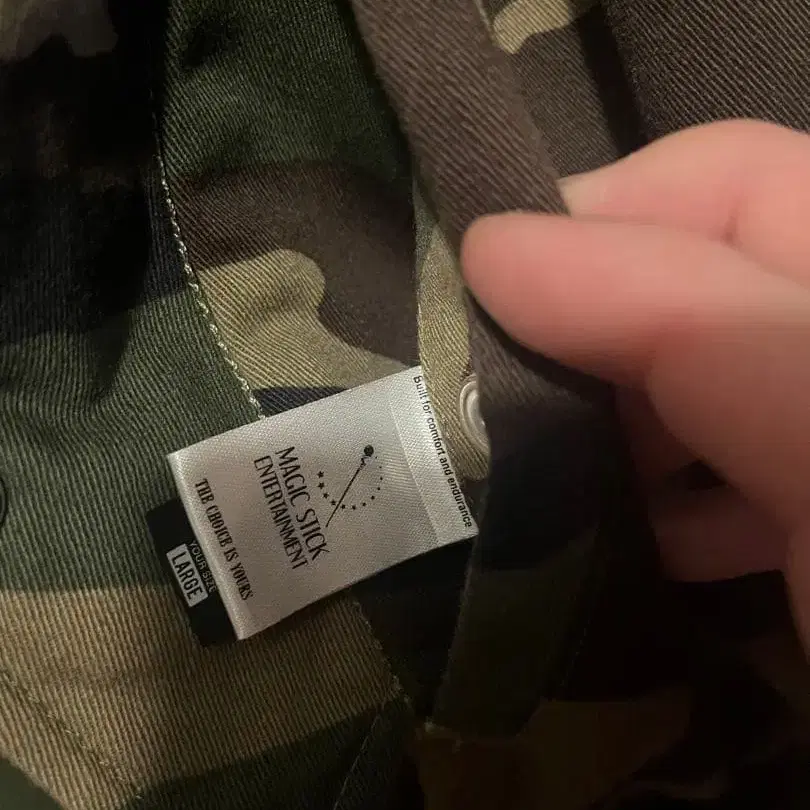 Built for comfort and endurance
MAGIC STICK
ENTERTAINMENT
THE CHOICE IS YOURS
YOUR SIZE
LARGE